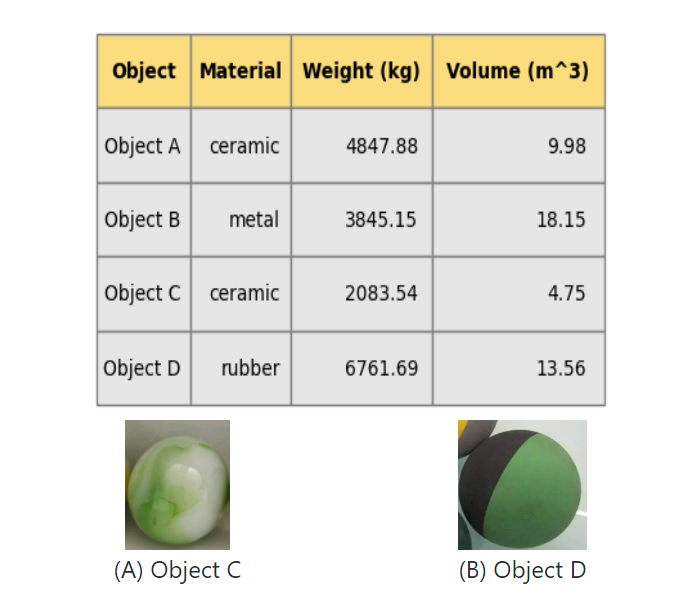 Object Material Weight (kg) Volume (m^3)
Object A ceramic 4847.88 9.98
Object B metal 3845.15 18.15
Object C ceramic 2083.54 4.75
Object D rubber 6761.69 13.56
(A) Object C (B) Object D